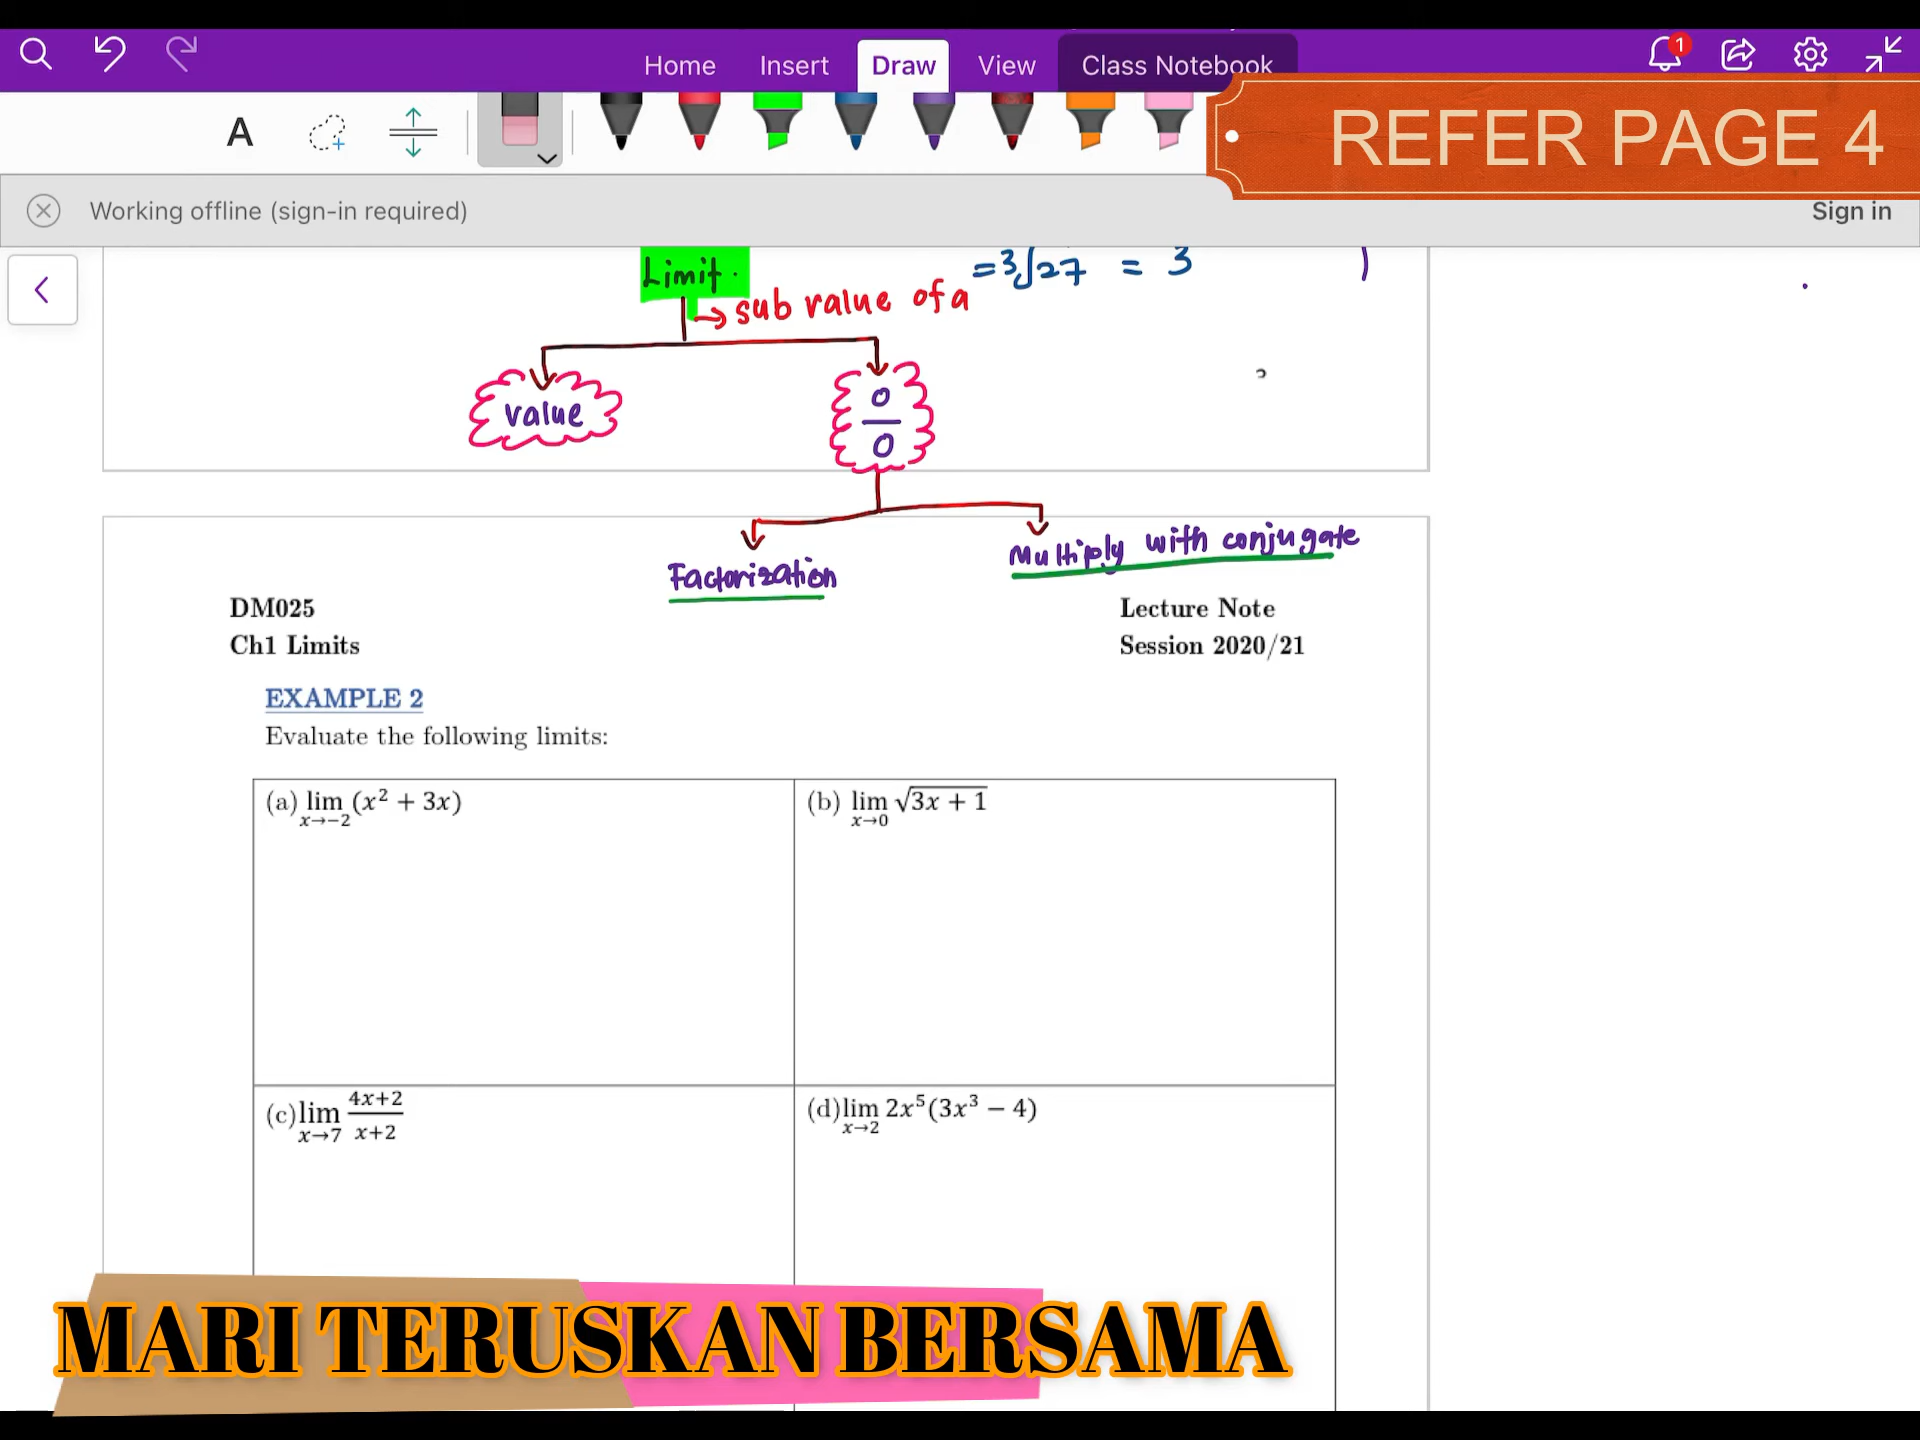 Home Insert Draw View Class Notebook
1
REFER PAGE 4
A
Working offline (sign-in required)
Sign in
Limit.
= ³√27 = 3
→ sub value of a
value
0
0
Factorization
Multiply with conjugate
DM025
Lecture Note
Ch1 Limits
Session 2020/21
EXAMPLE 2
Evaluate the following limits:
(a) lim (x² + 3x)
x→−2
(b) lim √3x + 1
x→0
(c) lim 4x+2
x→7 x+2
(d) lim 2x⁵(3x³ − 4)
x→2
MARI TERUSKAN BERSAMA